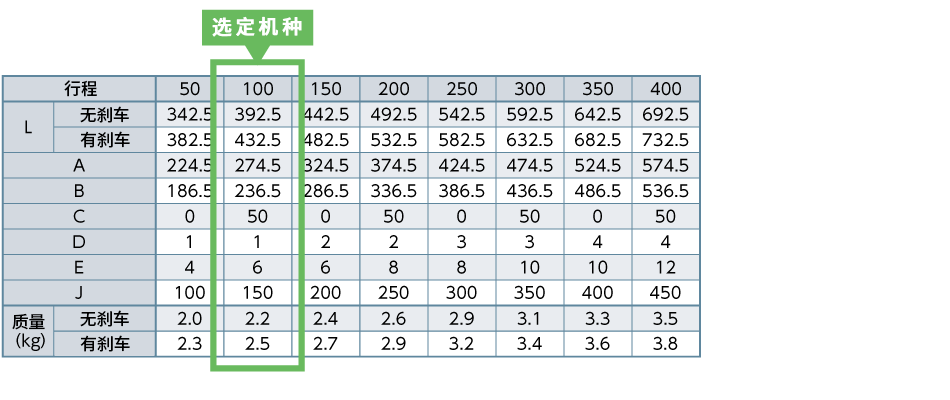 选定机种
行程 50 100 150 200 250 300 350 400
L 无刹车 342.5 392.5 442.5 492.5 542.5 592.5 642.5 692.5
有刹车 382.5 432.5 482.5 532.5 582.5 632.5 682.5 732.5
A 224.5 274.5 324.5 374.5 424.5 474.5 524.5 574.5
B 186.5 236.5 286.5 336.5 386.5 436.5 486.5 536.5
C 0 50 0 50 0 50 0 50
D 1 1 2 2 3 3 4 4
E 4 6 6 8 8 10 10 12
J 100 150 200 250 300 350 400 450
质量 (kg) 无刹车 2.0 2.2 2.4 2.6 2.9 3.1 3.3 3.5
有刹车 2.3 2.5 2.7 2.9 3.2 3.4 3.6 3.8